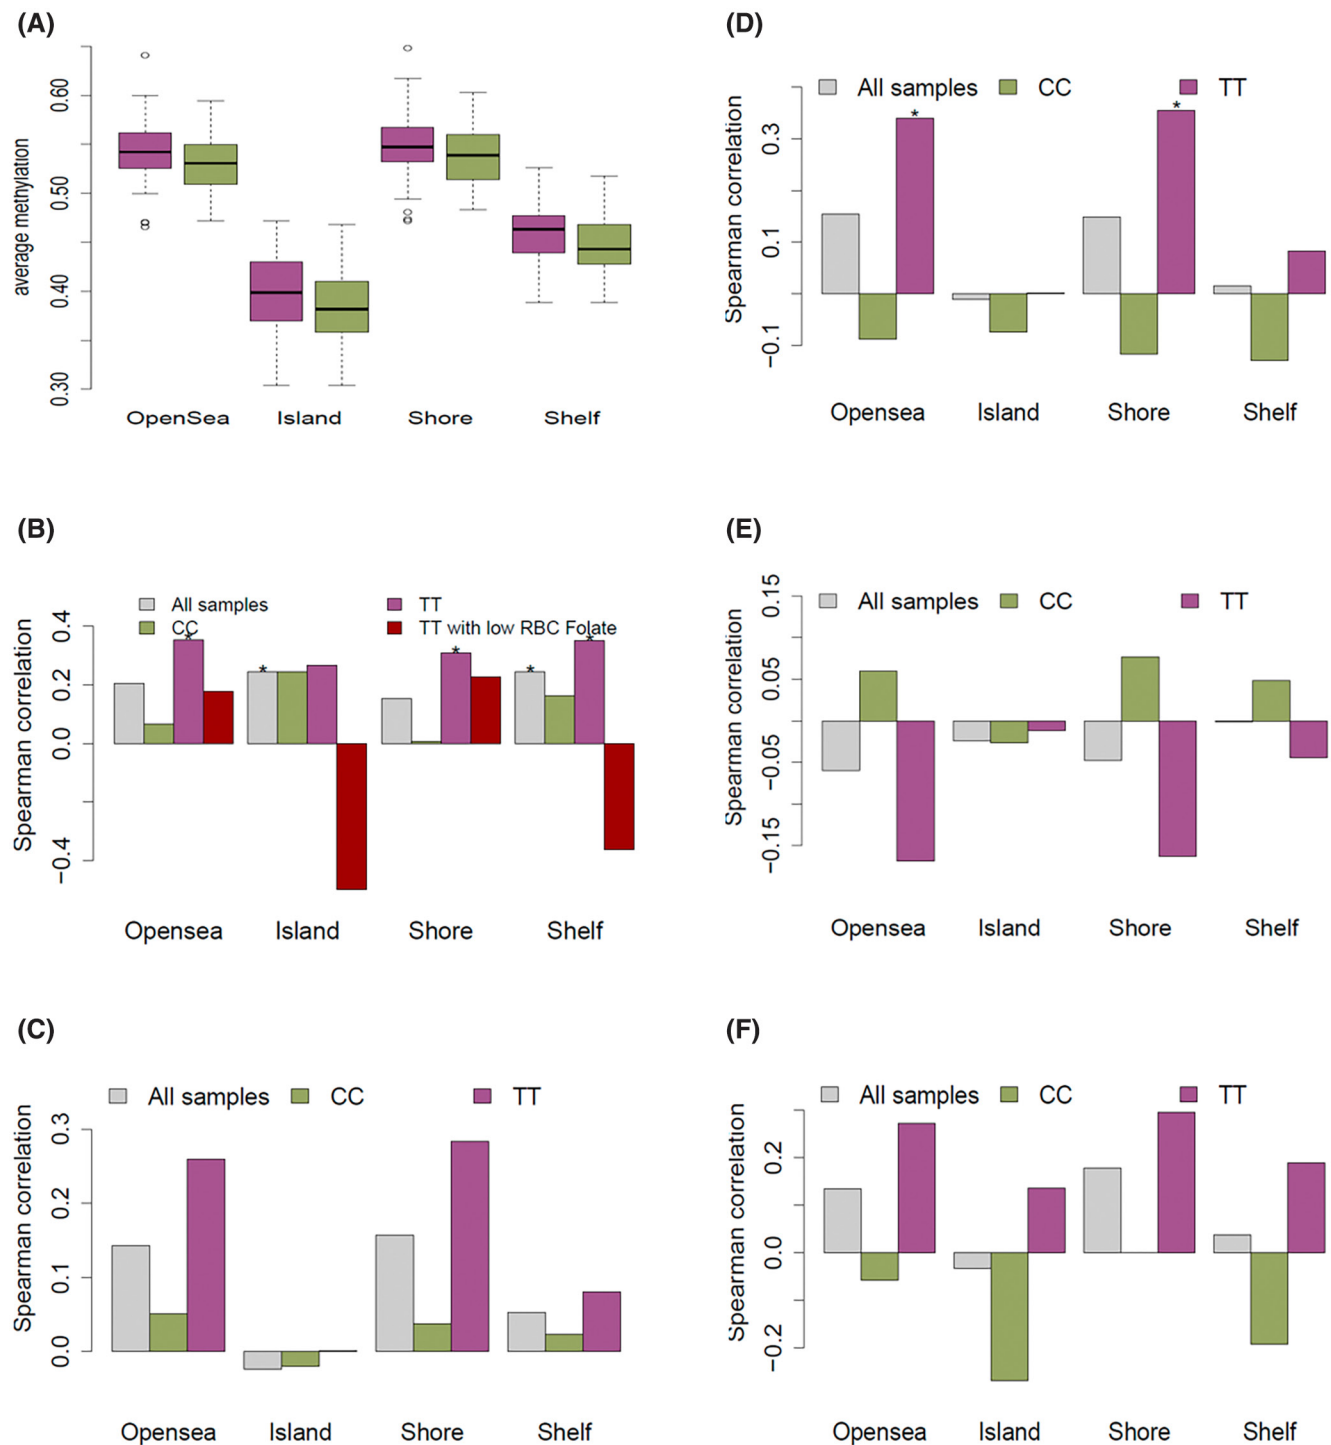 (A)
average methylation
0.60
0.50
0.40
0.30
OpenSea Island Shore Shelf
(B)
All samples TT
CC TT with low RBC Folate
Spearman correlation
0.4
0.2
0.0
−0.4
* * * * *
Opensea Island Shore Shelf
(C)
All samples CC TT
Spearman correlation
0.3
0.2
0.1
0.0
Opensea Island Shore Shelf
(D)
All samples CC TT
Spearman correlation
0.3
0.1
−0.1
* *
Opensea Island Shore Shelf
(E)
All samples CC TT
Spearman correlation
0.15
0.05
−0.05
−0.15
Opensea Island Shore Shelf
(F)
All samples CC TT
Spearman correlation
0.2
0.0
−0.2
Opensea Island Shore Shelf